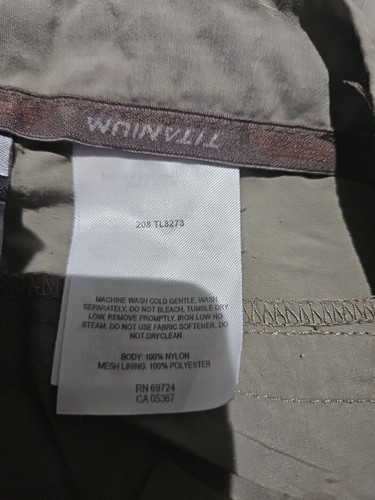 TITANIUM
208 TL8273
MACHINE WASH COLD GENTLE, WASH
SEPARATELY, DO NOT BLEACH, TUMBLE DRY
LOW, REMOVE PROMPTLY, IRON LOW NO
STEAM, DO NOT USE FABRIC SOFTENER, DO
NOT DRYCLEAN
BODY: 100% NYLON
MESH LINING: 100% POLYESTER
RN 69724
CA 05367